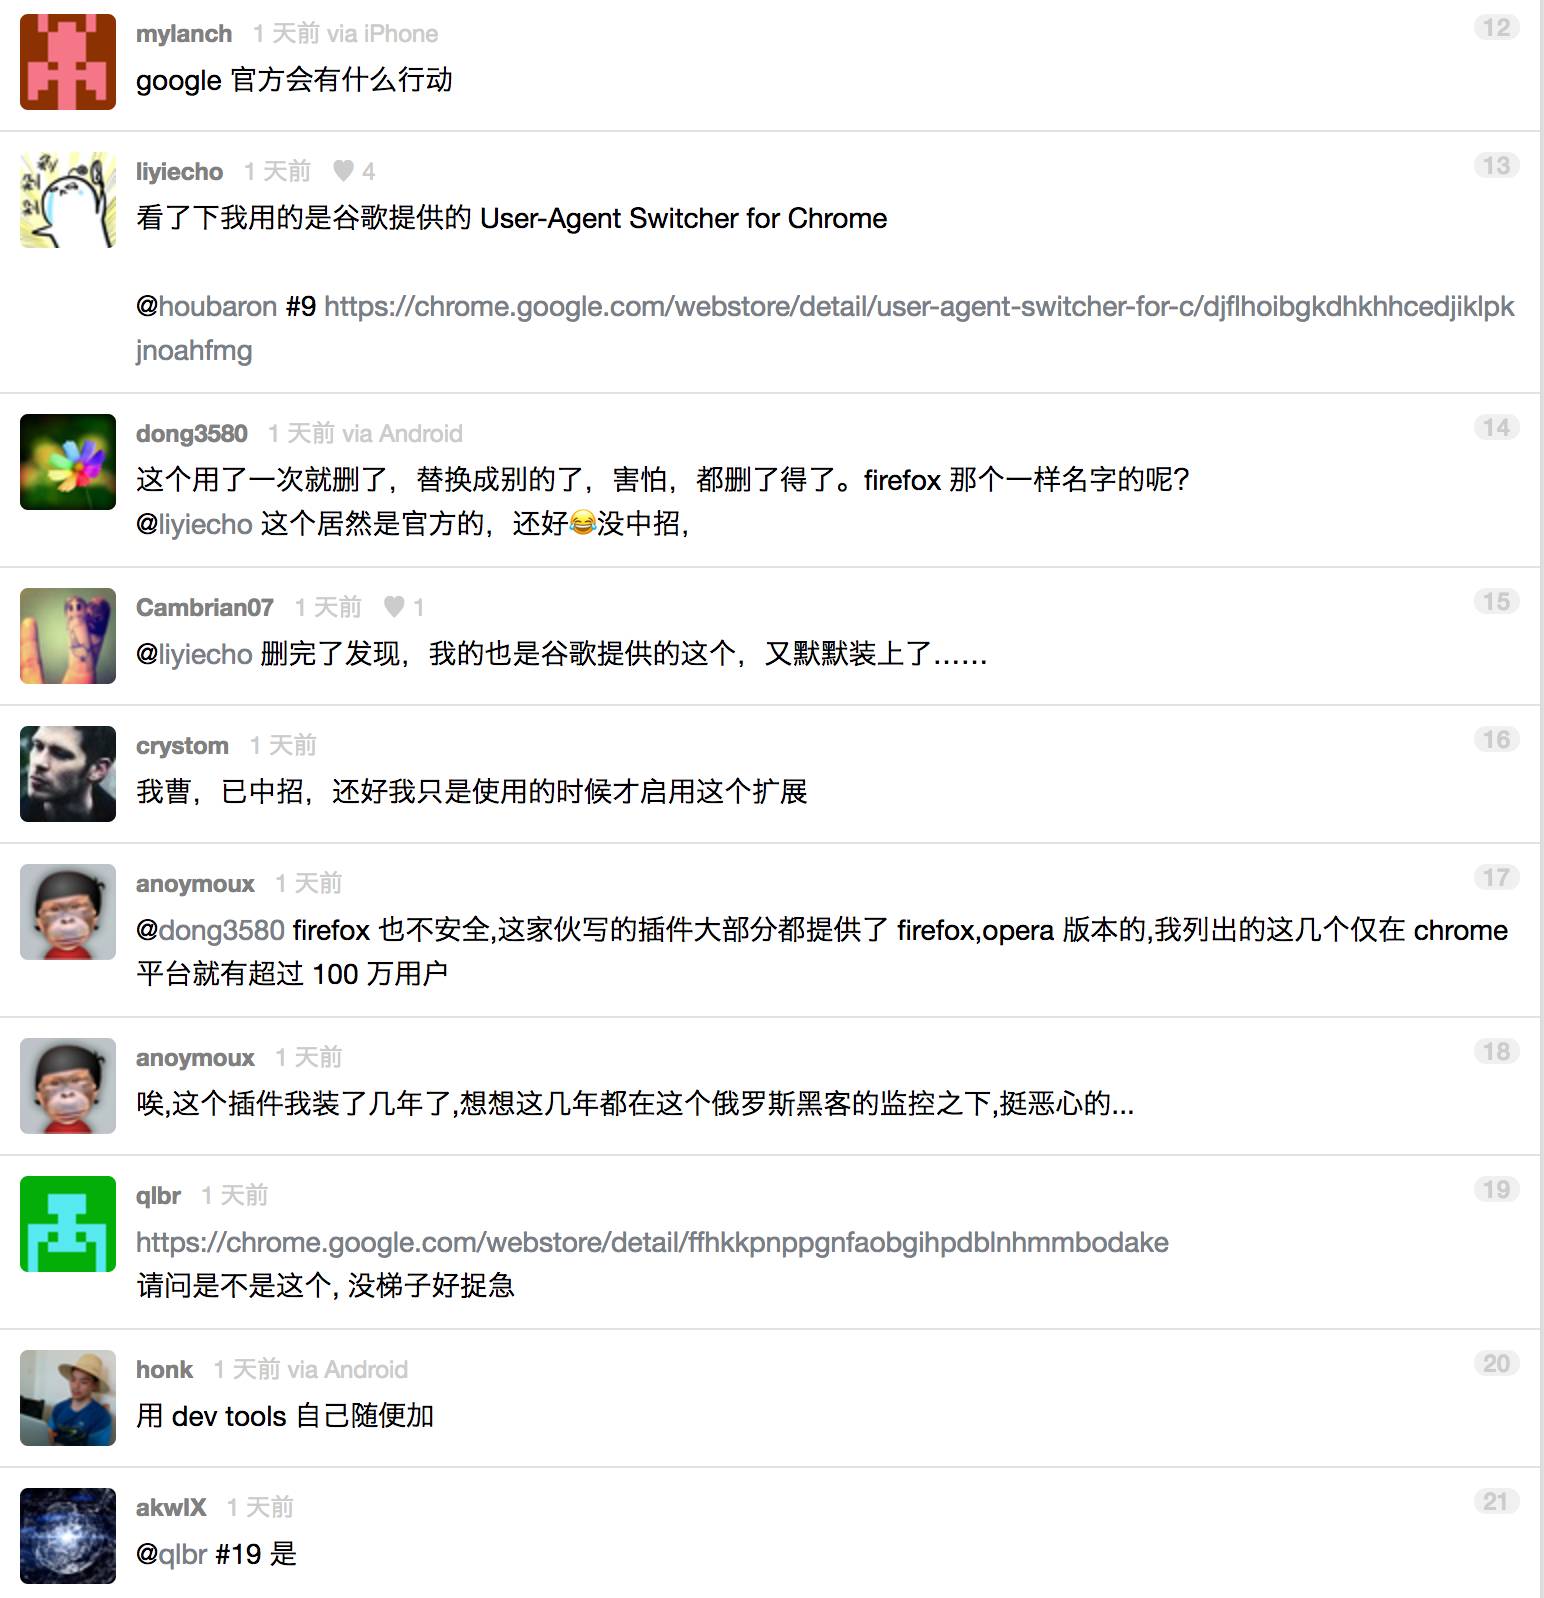 mylanch 1 天前 via iPhone 12
google 官方会有什么行动
liyiecho 1 天前 ♥ 4 13
看了下我用的是谷歌提供的 User-Agent Switcher for Chrome
@houbaron #9 https://chrome.google.com/webstore/detail/user-agent-switcher-for-c/djflhoibgkdhkhhcedjiklpk
jnoahfmg
dong3580 1 天前 via Android 14
这个用了一次就删了，替换成别的了，害怕，都删了得了。firefox 那个一样名字的呢？
@liyiecho 这个居然是官方的，还好😂没中招，
Cambrian07 1 天前 ♥ 1 15
@liyiecho 删完了发现，我的也是谷歌提供的这个，又默默装上了……
crystom 1 天前 16
我曹，已中招，还好我只是使用的时候才启用这个扩展
anoymoux 1 天前 17
@dong3580 firefox 也不安全,这家伙写的插件大部分都提供了 firefox,opera 版本的,我列出的这几个仅在 chrome
平台就有超过 100 万用户
anoymoux 1 天前 18
唉,这个插件我装了几年了,想想这几年都在这个俄罗斯黑客的监控之下,挺恶心的...
qlbr 1 天前 19
https://chrome.google.com/webstore/detail/ffhkkpnppgnfaobgihpdblnhmmbodake
请问是不是这个, 没梯子好捉急
honk 1 天前 via Android 20
用 dev tools 自己随便加
akwIX 1 天前 21
@qlbr #19 是